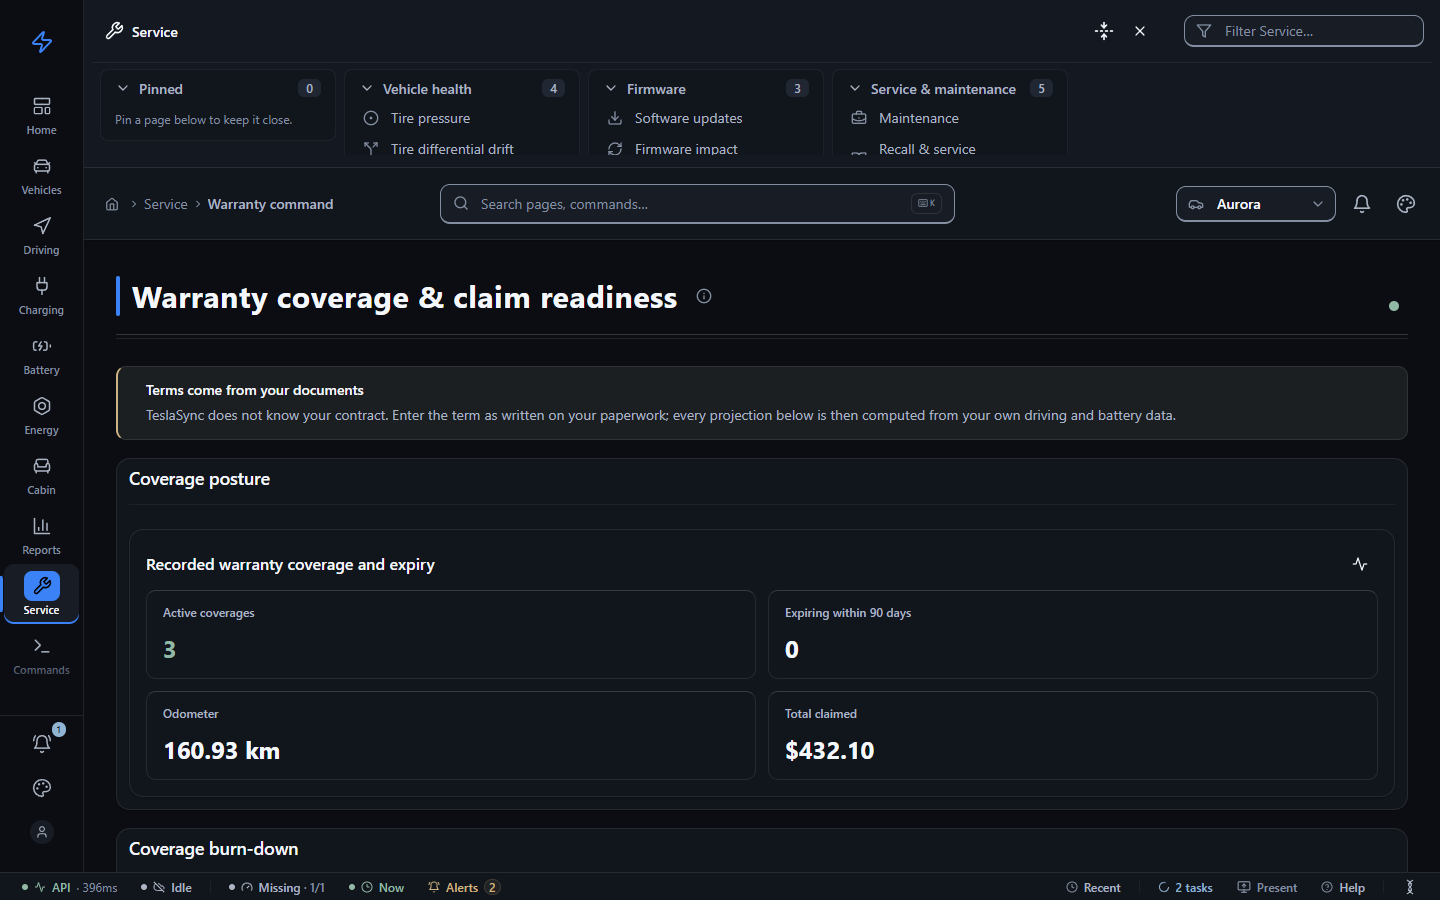 Service
Filter Service...
Home
Vehicles
Driving
Charging
Battery
Energy
Cabin
Reports
Service
Commands
1
Pinned 0
Pin a page below to keep it close.
Vehicle health 4
Tire pressure
Tire differential drift
Firmware 3
Software updates
Firmware impact
Service & maintenance 5
Maintenance
Recall & service
Service > Warranty command
Search pages, commands...
K
Aurora
Warranty coverage & claim readiness
Terms come from your documents
TeslaSync does not know your contract. Enter the term as written on your paperwork; every projection below is then computed from your own driving and battery data.
Coverage posture
Recorded warranty coverage and expiry
Active coverages
3
Expiring within 90 days
0
Odometer
160.93 km
Total claimed
$432.10
Coverage burn-down
API · 396ms
Idle
Missing · 1/1
Now
Alerts 2
Recent
2 tasks
Present
Help